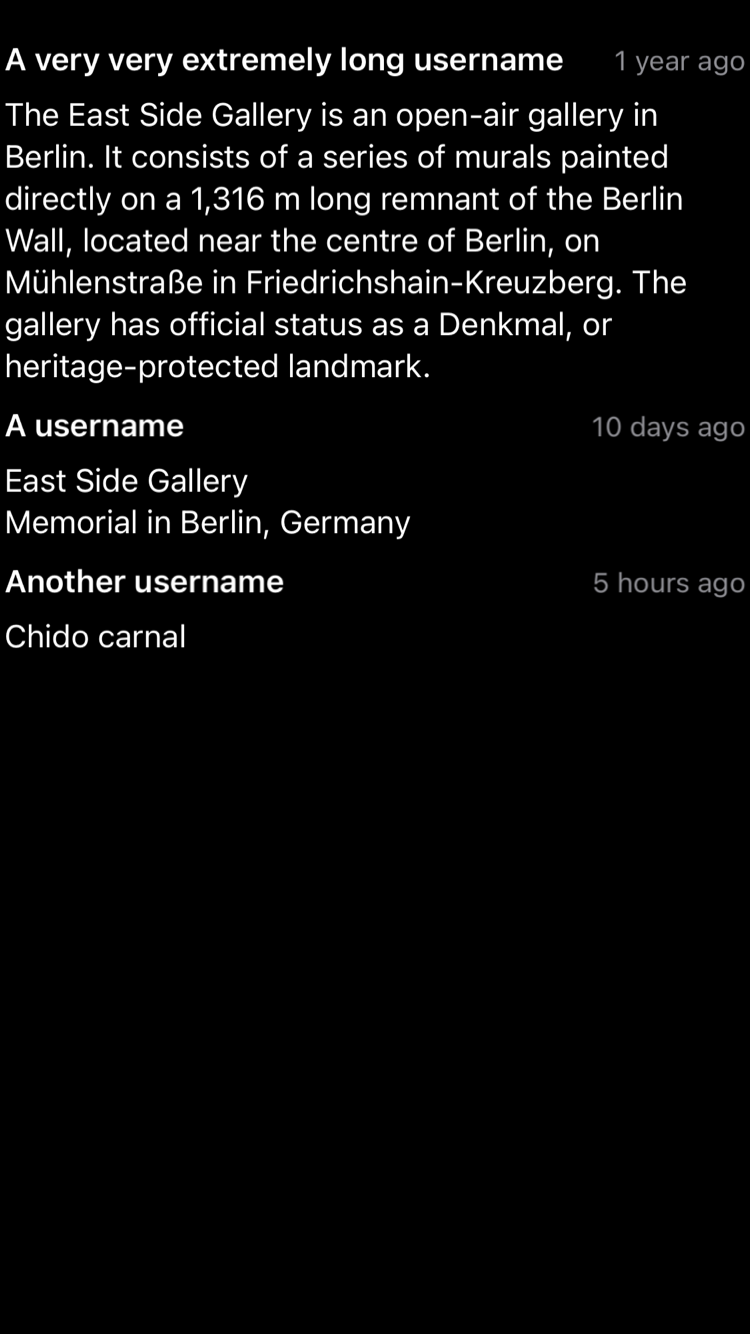 A very very extremely long username 1 year ago
The East Side Gallery is an open-air gallery in
Berlin. It consists of a series of murals painted
directly on a 1,316 m long remnant of the Berlin
Wall, located near the centre of Berlin, on
Mühlenstraße in Friedrichshain-Kreuzberg. The
gallery has official status as a Denkmal, or
heritage-protected landmark.
A username 10 days ago
East Side Gallery
Memorial in Berlin, Germany
Another username 5 hours ago
Chido carnal